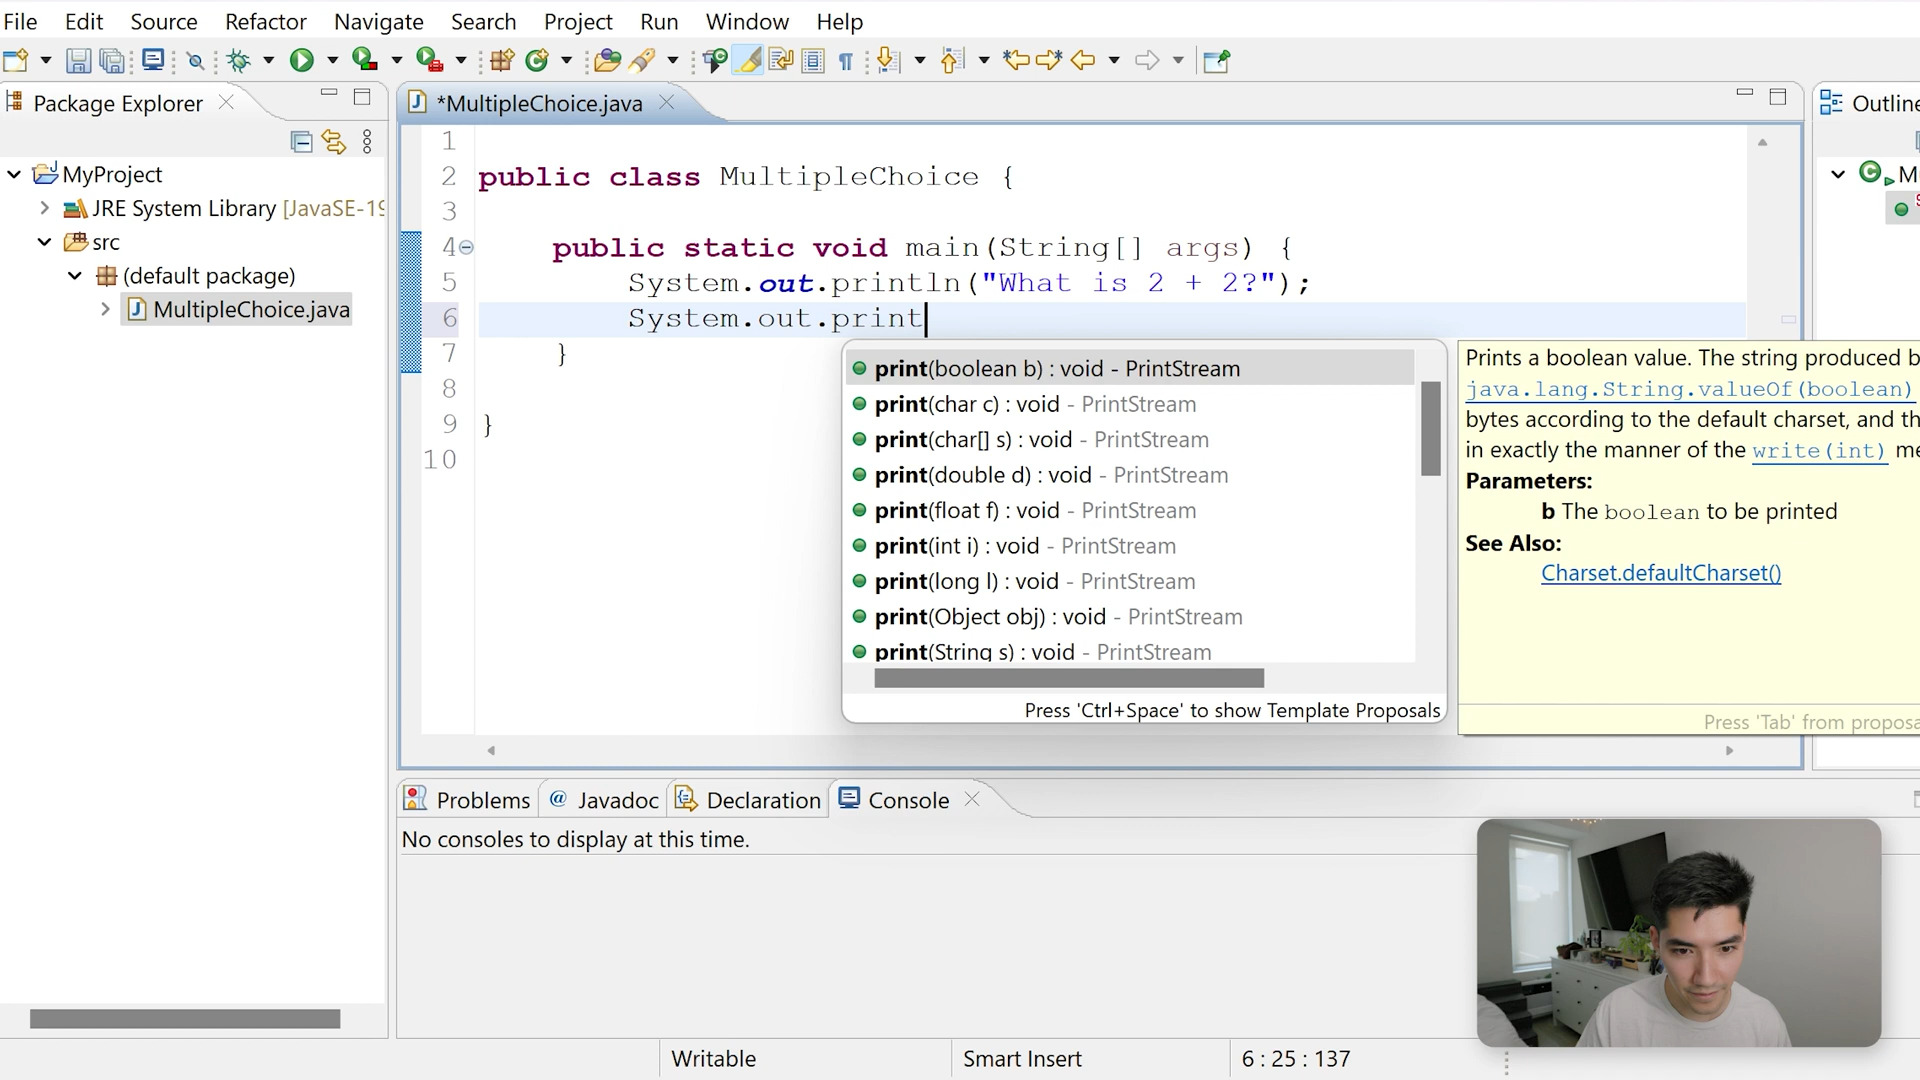 File Edit Source Refactor Navigate Search Project Run Window Help
Package Explorer
*MultipleChoice.java
Outline
MyProject
JRE System Library [JavaSE-19
src
(default package)
MultipleChoice.java
1
2 public class MultipleChoice {
3
4 public static void main(String[] args) {
5 System.out.println("What is 2 + 2?");
6 System.out.print
7 }
8
9 }
10
print(boolean b) : void - PrintStream
print(char c) : void - PrintStream
print(char[] s) : void - PrintStream
print(double d) : void - PrintStream
print(float f) : void - PrintStream
print(int i) : void - PrintStream
print(long l) : void - PrintStream
print(Object obj) : void - PrintStream
print(String s) : void - PrintStream
Press 'Ctrl+Space' to show Template Proposals
Prints a boolean value. The string produced b
java.lang.String.valueOf(boolean)
bytes according to the default charset, and th
in exactly the manner of the write(int) me
Parameters:
b The boolean to be printed
See Also:
Charset.defaultCharset()
Press 'Tab' from proposa
Problems @ Javadoc Declaration Console
No consoles to display at this time.
Writable Smart Insert 6 : 25 : 137